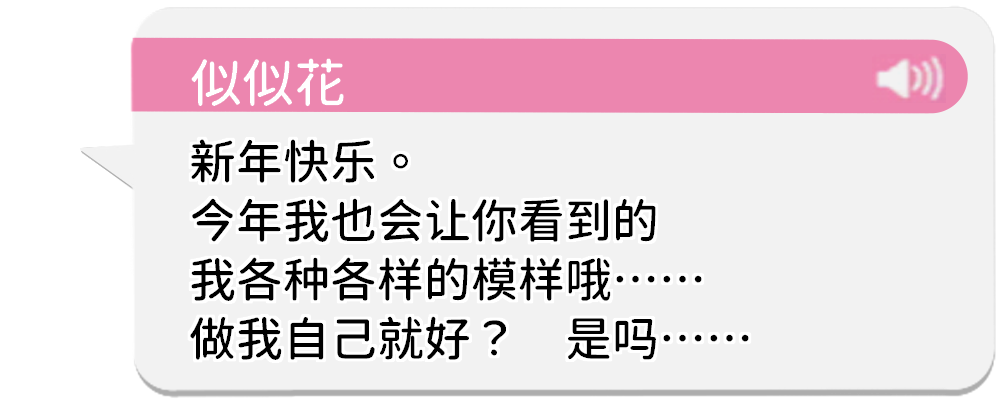 似似花
新年快乐。
今年我也会让你看到的
我各种各样的模样哦……
做我自己就好？　是吗……